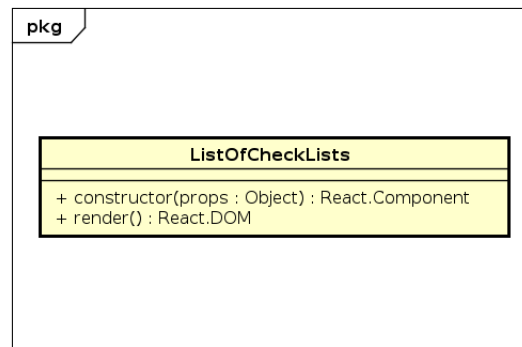 pkg
ListOfCheckLists
+ constructor(props : Object) : React.Component
+ render() : React.DOM